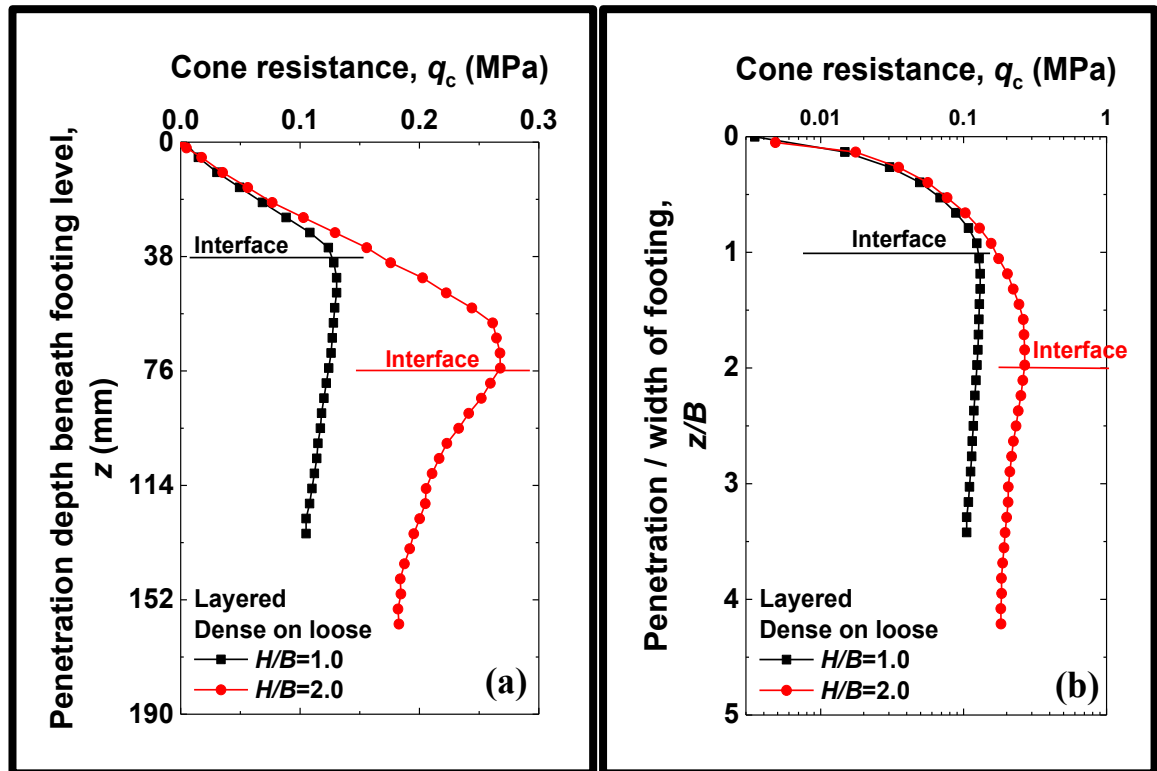 Cone resistance, qc (MPa)
0.0 0.1 0.2 0.3
Penetration depth beneath footing level,
z (mm)
0
38
76
114
152
190
Interface
Interface
Layered
Dense on loose
H/B=1.0
H/B=2.0
(a)
Cone resistance, qc (MPa)
0.01 0.1 1
Penetration / width of footing,
z/B
0
1
2
3
4
5
Interface
Interface
Layered
Dense on loose
H/B=1.0
H/B=2.0
(b)